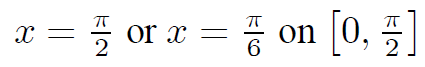 x = π/2 or x = π/6 on [0, π/2]